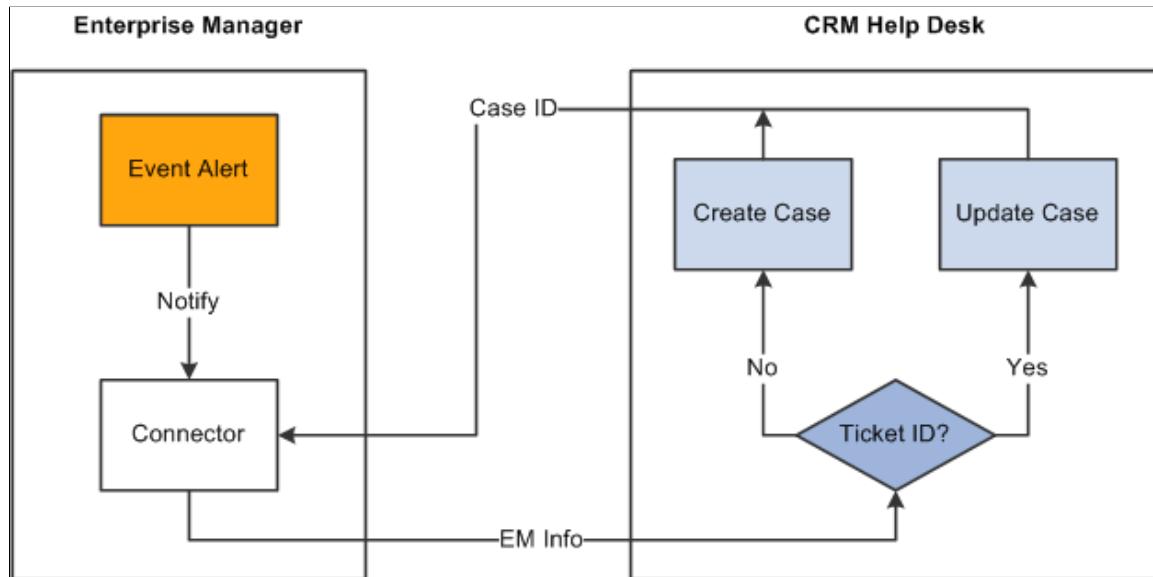 Enterprise Manager
CRM Help Desk
Case ID
Event Alert
Create Case
Update Case
Notify
No
Yes
Connector
Ticket ID?
EM Info